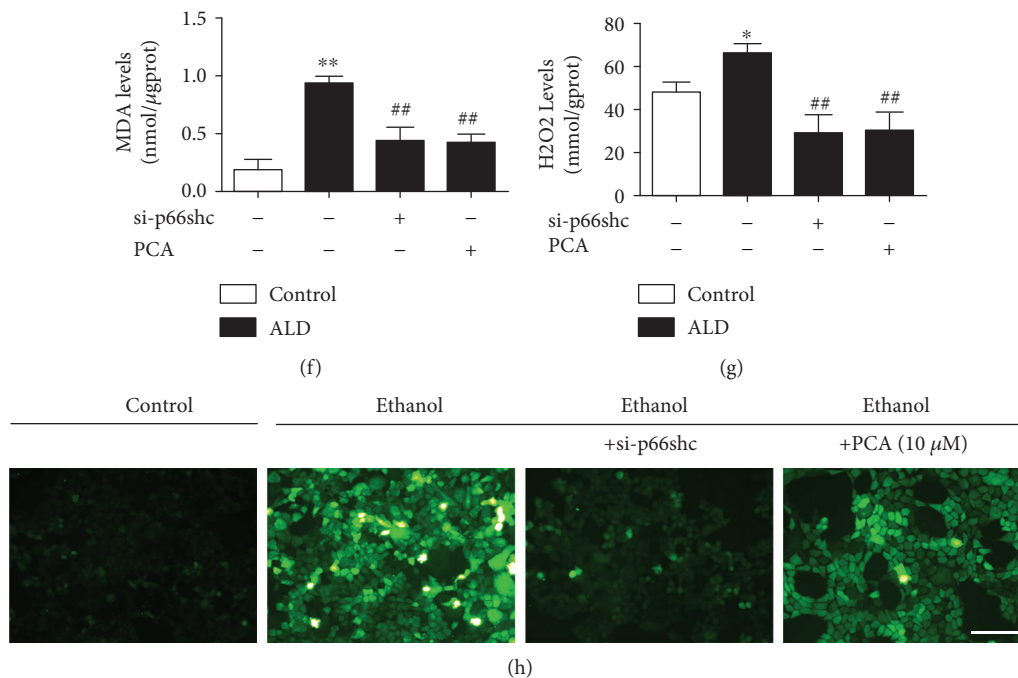 MDA levels
(nmol/μgprot)
1.5
1.0
0.5
0.0
**
##
##
si-p66shc − − + −
PCA − − − +
Control
ALD
(f)
H2O2 Levels
(mmol/gprot)
80
60
40
20
0
*
##
##
si-p66shc − − + −
PCA − − − +
Control
ALD
(g)
Control Ethanol Ethanol Ethanol
+si-p66shc +PCA (10 μM)
(h)